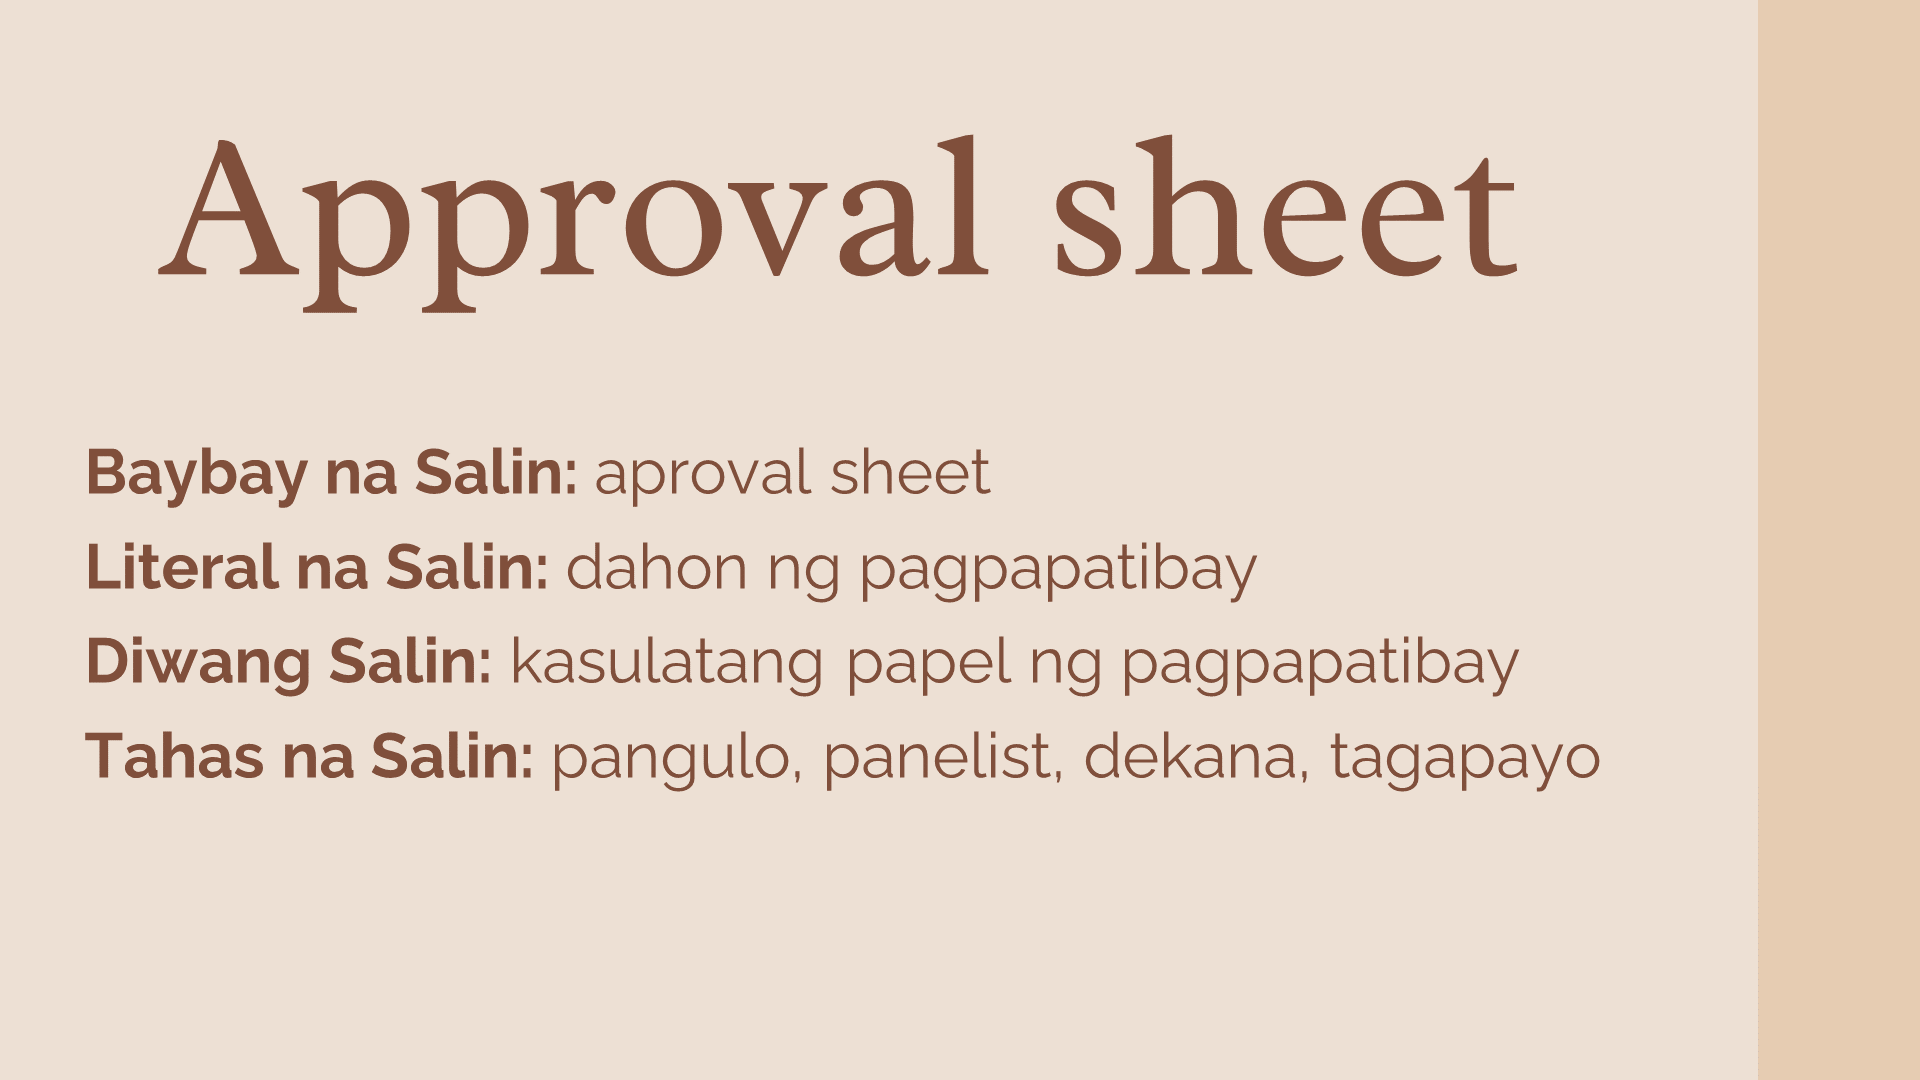 Approval sheet
Baybay na Salin: aproval sheet
Literal na Salin: dahon ng pagpapatibay
Diwang Salin: kasulatang papel ng pagpapatibay
Tahas na Salin: pangulo, panelist, dekana, tagapayo